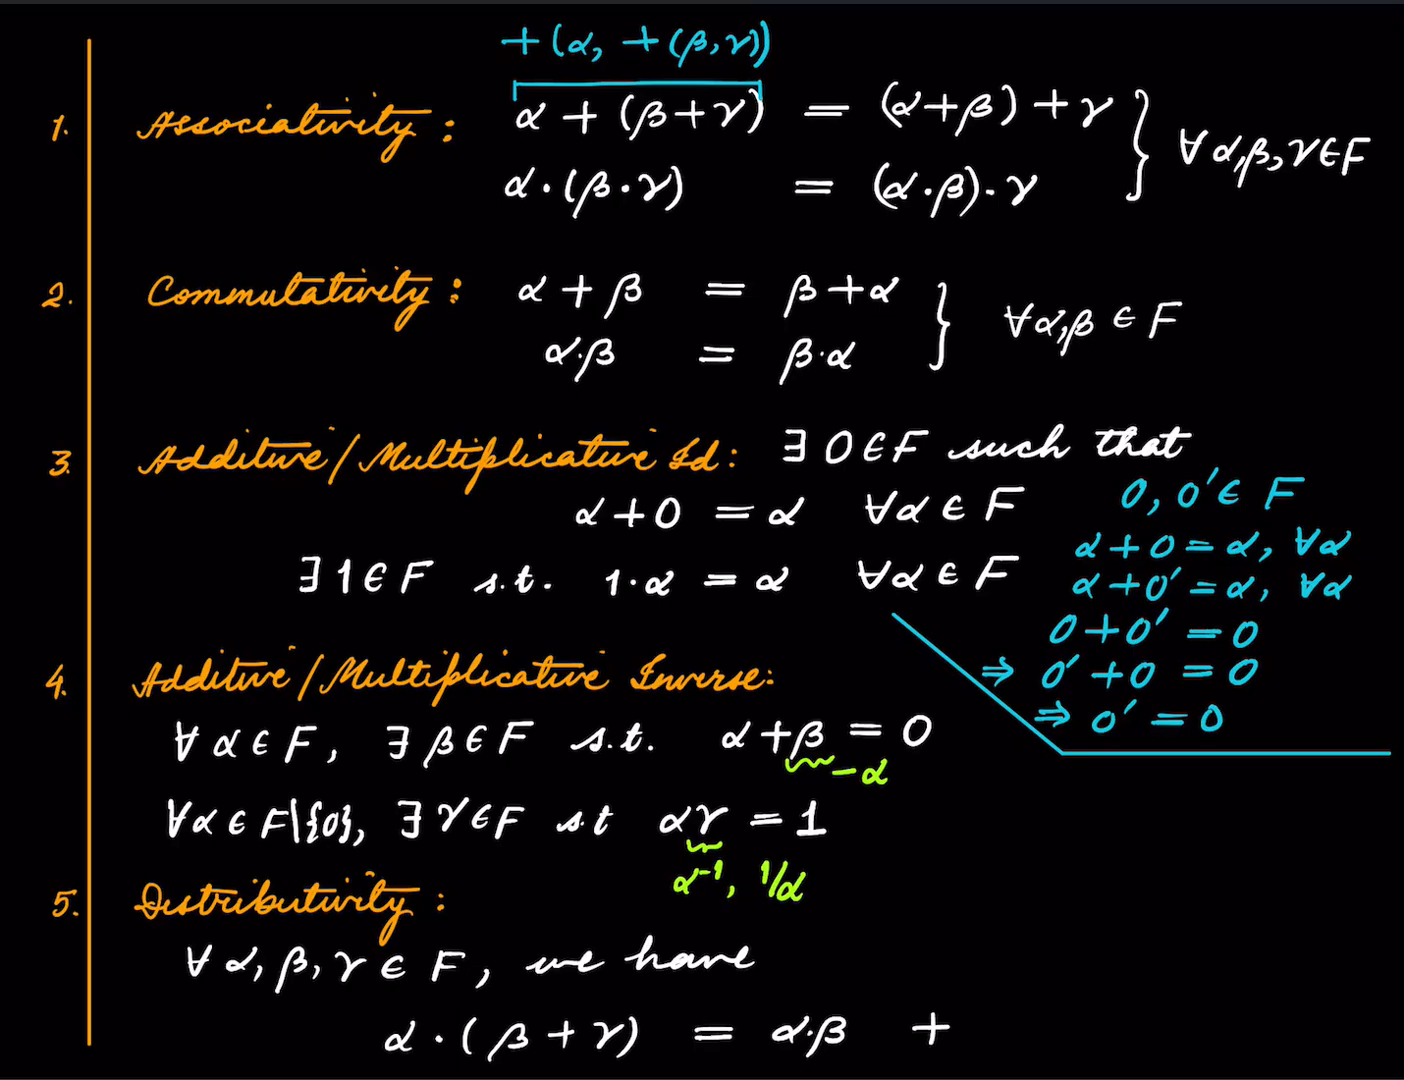 +(α, +(β,γ))
1. Associativity : α + (β+γ) = (α+β)+γ } ∀ α,β,γ∈F
α·(β·γ) = (α·β)·γ
2. Commutativity : α + β = β+α } ∀α,β ∈ F
α·β = β·α
3. Additive/Multiplicative Id: ∃ 0∈F such that
α+0 = α ∀α ∈ F
∃ 1∈F s.t. 1·α = α ∀α ∈ F
0, 0'∈ F
α+0 = α, ∀α
α+0' = α, ∀α
0+0' = 0
⇒ 0'+0 = 0
⇒ 0' = 0
4. Additive/Multiplicative Inverse:
∀ α∈F, ∃ β∈F s.t. α+β = 0
-α
∀α∈F\{0}, ∃ γ∈F s.t αγ = 1
α⁻¹, 1/α
5. Distributivity :
∀ α, β, γ ∈ F, we have
α·(β+γ) = α·β +